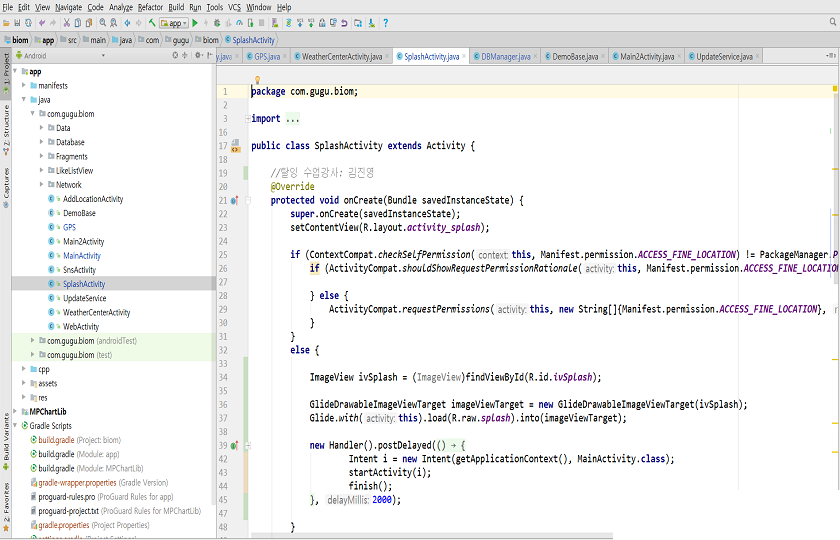 File Edit View Navigate Code Analyze Refactor Build Run Tools VCS Window Help
app
biom app src main java com gugu biom SplashActivity
Android
y.java GPS.java WeatherCenterActivity.java SplashActivity.java DBManager.java DemoBase.java Main2Activity.java UpdateService.java
1: Project
Z: Structure
Captures
Build Variants
2: Favorites
app
manifests
java
com.gugu.biom
Data
Database
Fragments
LikeListView
Network
AddLocationActivity
DemoBase
GPS
Main2Activity
MainActivity
SnsActivity
SplashActivity
UpdateService
WeatherCenterActivity
WebActivity
com.gugu.biom (androidTest)
com.gugu.biom (test)
cpp
assets
res
MPChartLib
Gradle Scripts
build.gradle (Project: biom)
build.gradle (Module: app)
build.gradle (Module: MPChartLib)
gradle-wrapper.properties (Gradle Version)
proguard-rules.pro (ProGuard Rules for app)
proguard-project.txt (ProGuard Rules for MPChartLib)
gradle.properties (Project Properties)
1 package com.gugu.biom;
2
3 import ...
16
17 public class SplashActivity extends Activity {
18
19 //탈잉 수업강사: 김진영
20 @Override
21 protected void onCreate(Bundle savedInstanceState) {
22 super.onCreate(savedInstanceState);
23 setContentView(R.layout.activity_splash);
24
25 if (ContextCompat.checkSelfPermission( context: this, Manifest.permission.ACCESS_FINE_LOCATION) != PackageManager.P
26 if (ActivityCompat.shouldShowRequestPermissionRationale( activity: this, Manifest.permission.ACCESS_FINE_LOCATION
27
28 } else {
29 ActivityCompat.requestPermissions( activity: this, new String[]{Manifest.permission.ACCESS_FINE_LOCATION},
30 }
31 }
32 else {
33
34 ImageView ivSplash = (ImageView)findViewById(R.id.ivSplash);
35
36 GlideDrawableImageViewTarget imageViewTarget = new GlideDrawableImageViewTarget(ivSplash);
37 Glide.with( activity: this).load(R.raw.splash).into(imageViewTarget);
38
39 new Handler().postDelayed(() → {
42 Intent i = new Intent(getApplicationContext(), MainActivity.class);
43 startActivity(i);
44 finish();
45 }, delayMillis: 2000);
47
48 }